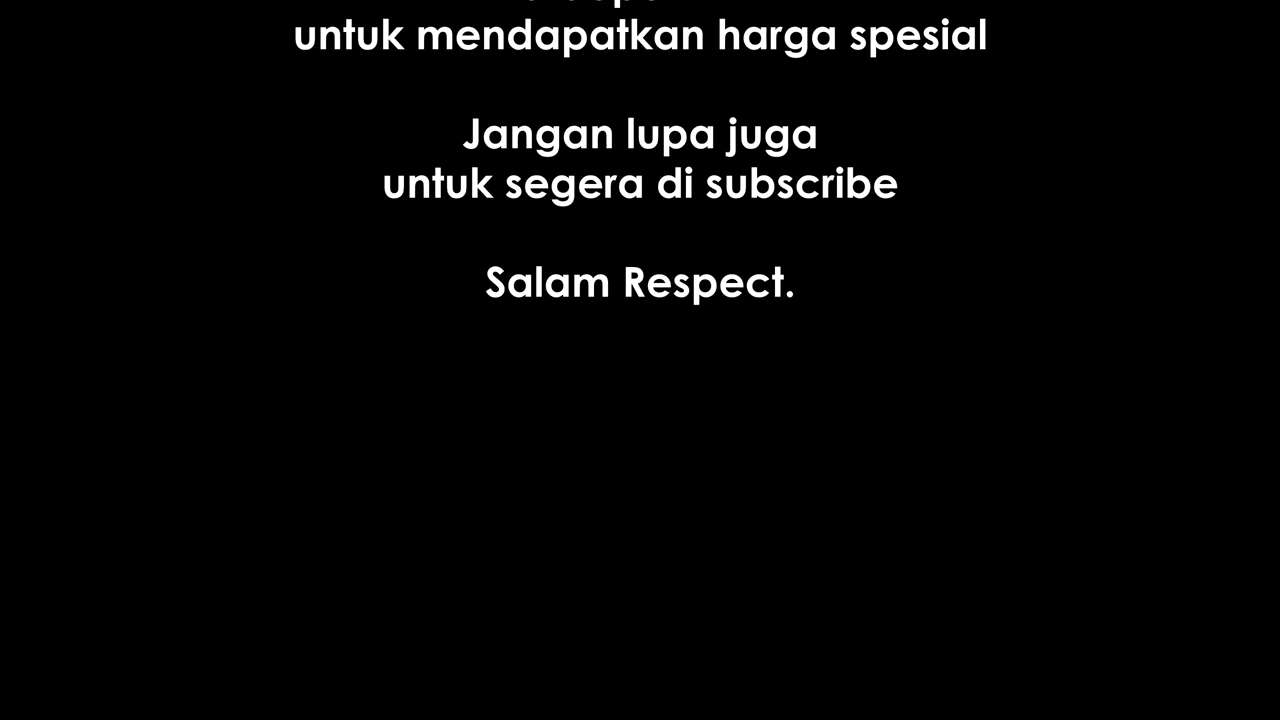 untuk mendapatkan harga spesial
Jangan lupa juga
untuk segera di subscribe
Salam Respect.